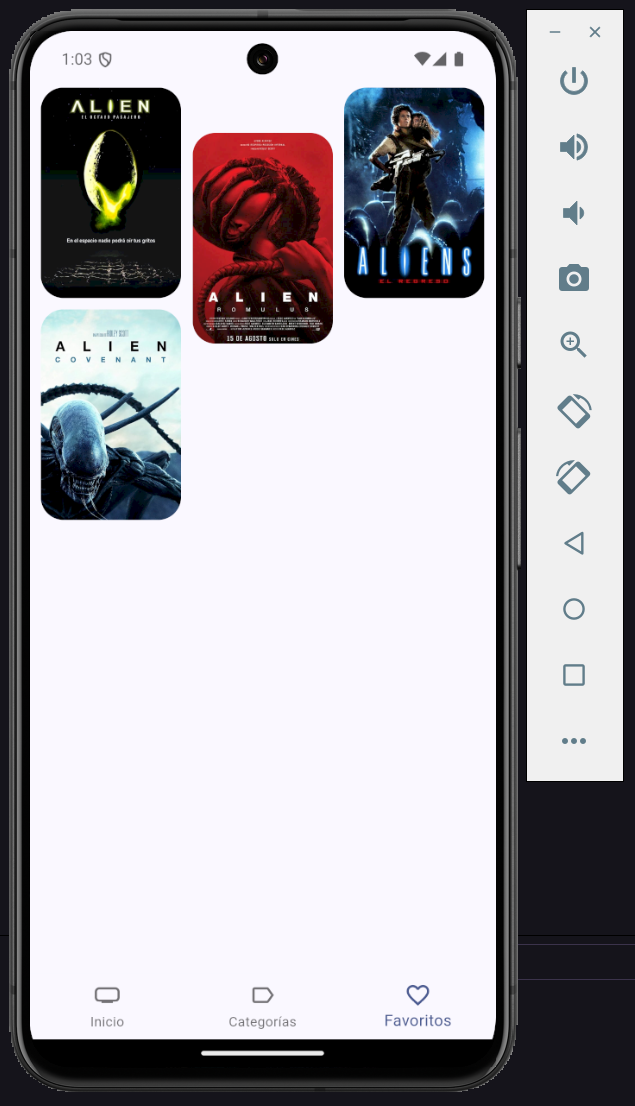 1:03
ALIEN
EL OCTAVO PASAJERO
En el espacio nadie podrá oír tus gritos
ALIEN
ROMULUS
15 DE AGOSTO SOLO EN CINES
ALIENS
EL REGRESO
ALIEN
COVENANT
Inicio
Categorías
Favoritos